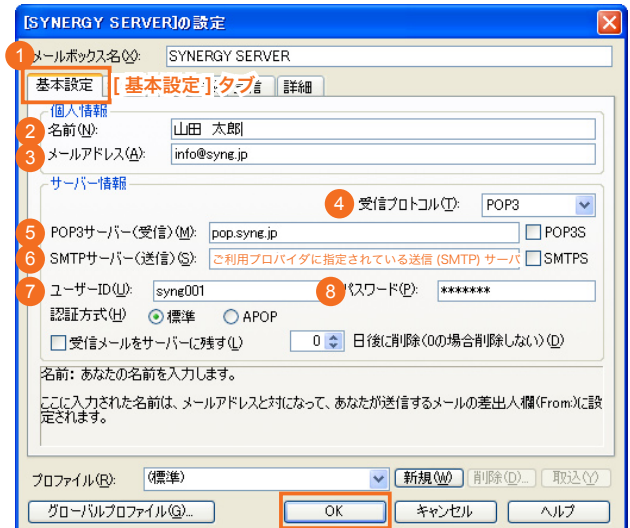 [SYNERGY SERVER]の設定
1 メールボックス名(X): SYNERGY SERVER
基本設定 [ 基本設定 ] タブ 信 詳細
個人情報
2 名前(N): 山田 太郎
3 メールアドレス(A): info@syng.jp
サーバー情報
4 受信プロトコル(T): POP3
5 POP3サーバー(受信)(M): pop.syng.jp POP3S
6 SMTPサーバー(送信)(S): ご利用プロバイダに指定されている送信 (SMTP) サーバ SMTPS
7 ユーザーID(U): syng001 8 パスワード(P): *******
認証方式(H) 標準 APOP
受信メールをサーバーに残す(L) 0 日後に削除(0の場合削除しない)(D)
名前: あなたの名前を入力します。
ここに入力された名前は、メールアドレスと対になって、あなたが送信するメールの差出人欄(From:)に設
定されます。
プロファイル(R): (標準) 新規(W) 削除(D)... 取込(Y)
グローバルプロファイル(G)... OK キャンセル ヘルプ